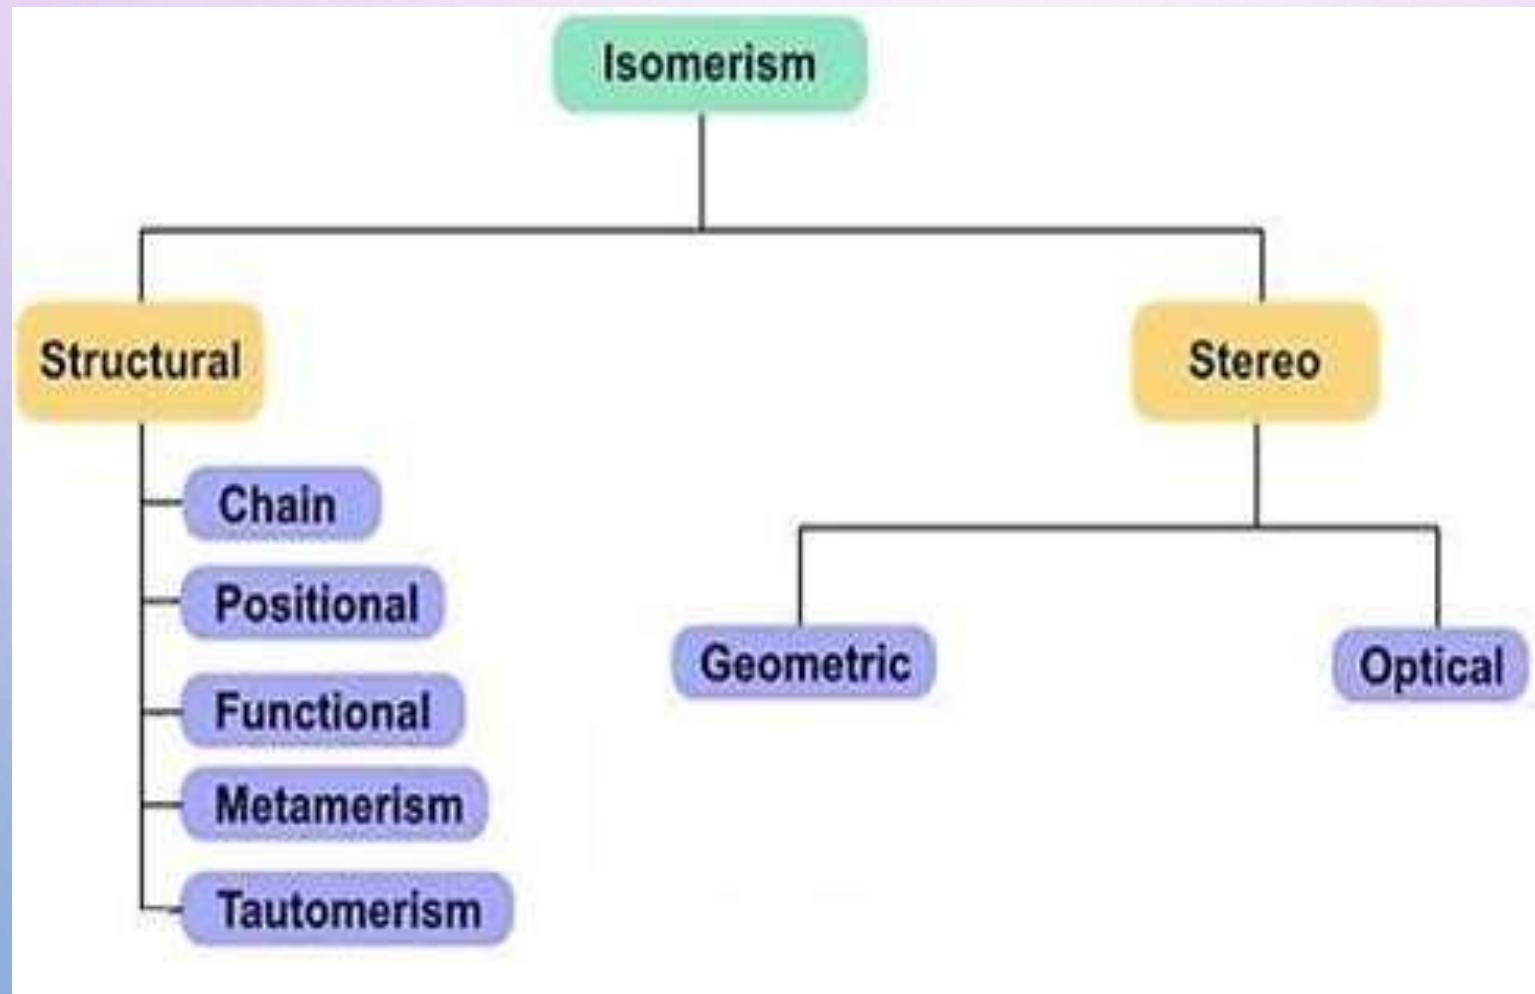 Isomerism
Structural
Stereo
Chain
Positional
Functional
Metamerism
Tautomerism
Geometric
Optical